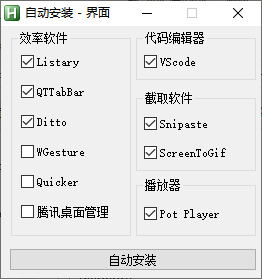 自动安装 - 界面
效率软件
Listary
QTTabBar
Ditto
WGesture
Quicker
腾讯桌面管理
代码编辑器
VScode
截取软件
Snipaste
ScreenToGif
播放器
Pot Player
自动安装